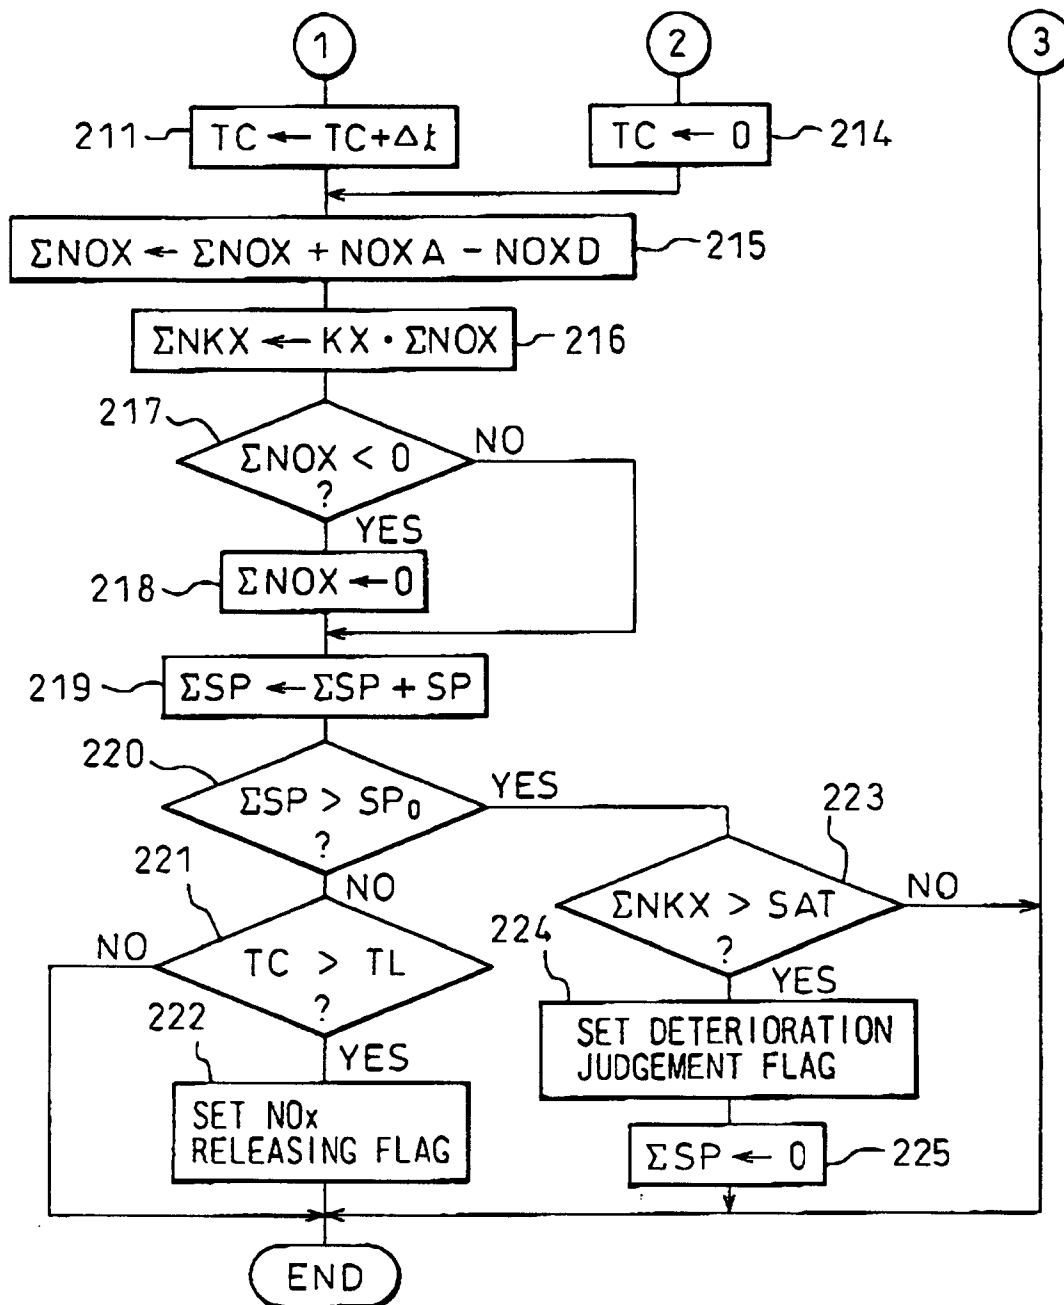 1
2
3
211
TC ← TC+Δt
TC ← 0
214
ΣNOX ← ΣNOX + NOXA - NOXD
215
ΣNKX ← KX · ΣNOX
216
217
ΣNOX < 0
?
NO
YES
218
ΣNOX ← 0
219
ΣSP ← ΣSP + SP
220
ΣSP > SP₀
?
YES
NO
223
ΣNKX > SAT
?
NO
YES
221
TC > TL
?
NO
YES
224
SET DETERIORATION
JUDGEMENT FLAG
222
SET NOx
RELEASING FLAG
ΣSP ← 0
225
END